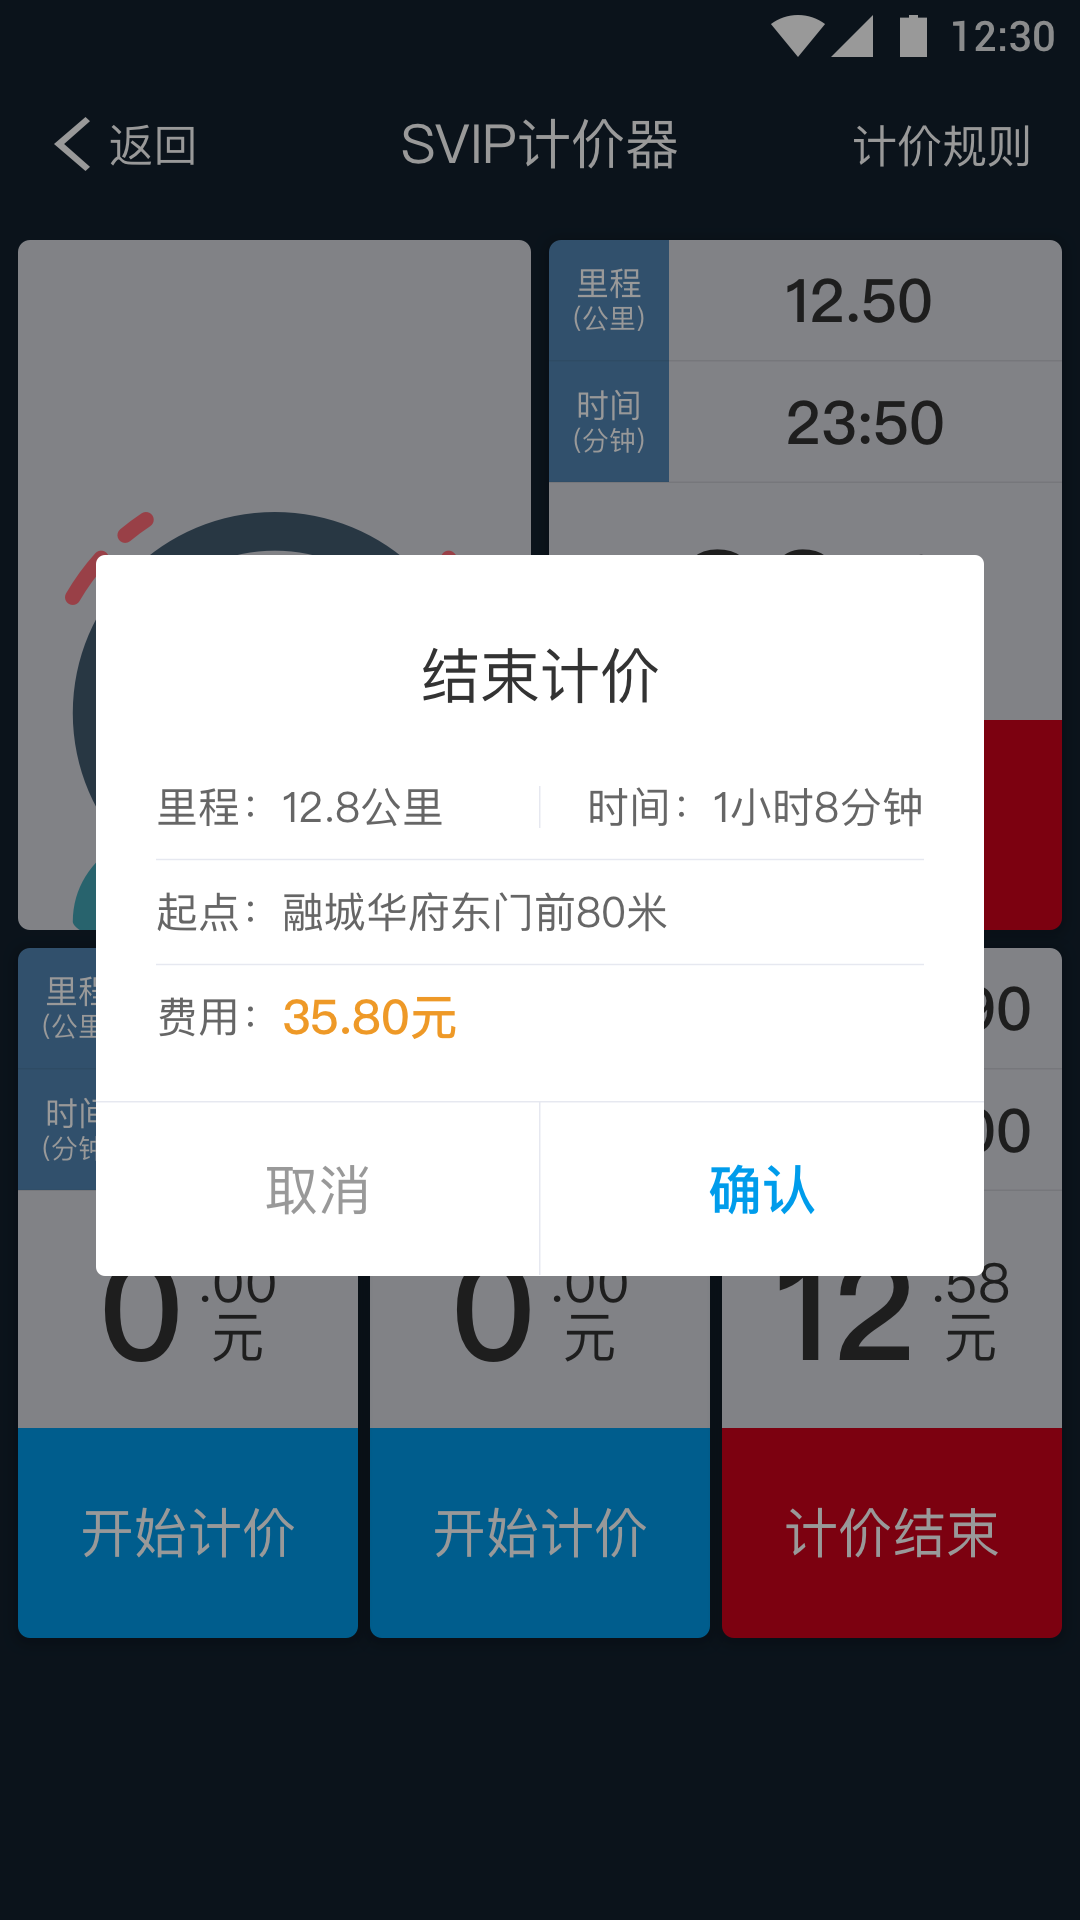 12:30
返回
SVIP计价器
计价规则
里程
(公里)
12.50
时间
(分钟)
23:50
结束计价
里程：12.8公里
时间：1小时8分钟
起点：融城华府东门前80米
费用：35.80元
取消
确认
里程
(公里
时间
(分钟
90
00
0
.00
元
0
.00
元
12
.58
元
开始计价
开始计价
计价结束